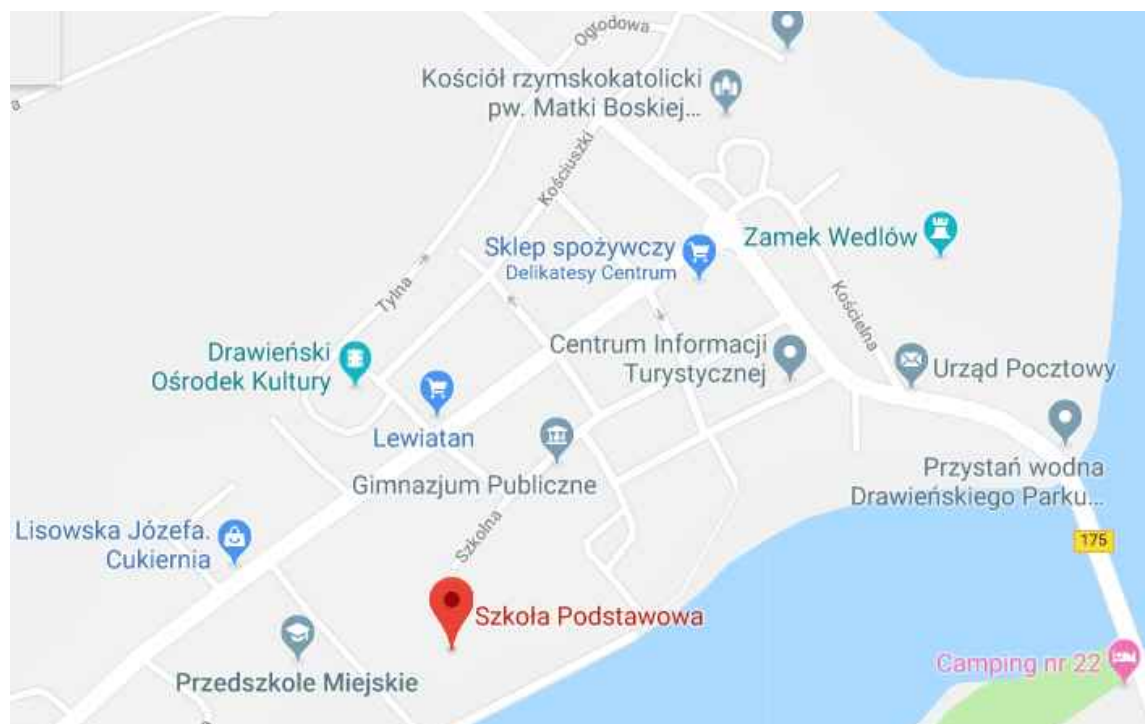 Ogrodowa
Kościół rzymskokatolicki
pw. Matki Boskiej...
a
Kościuszki
Sklep spożywczy
Delikatesy Centrum
Zamek Wedlów
Tylna
Kościelna
Drawieński
Ośrodek Kultury
Centrum Informacji
Turystycznej
Urząd Pocztowy
Lewiatan
Gimnazjum Publiczne
Przystań wodna
Drawieńskiego Parku...
Lisowska Józefa.
Cukiernia
Szkolna
175
Szkoła Podstawowa
Przedszkole Miejskie
Camping nr 22